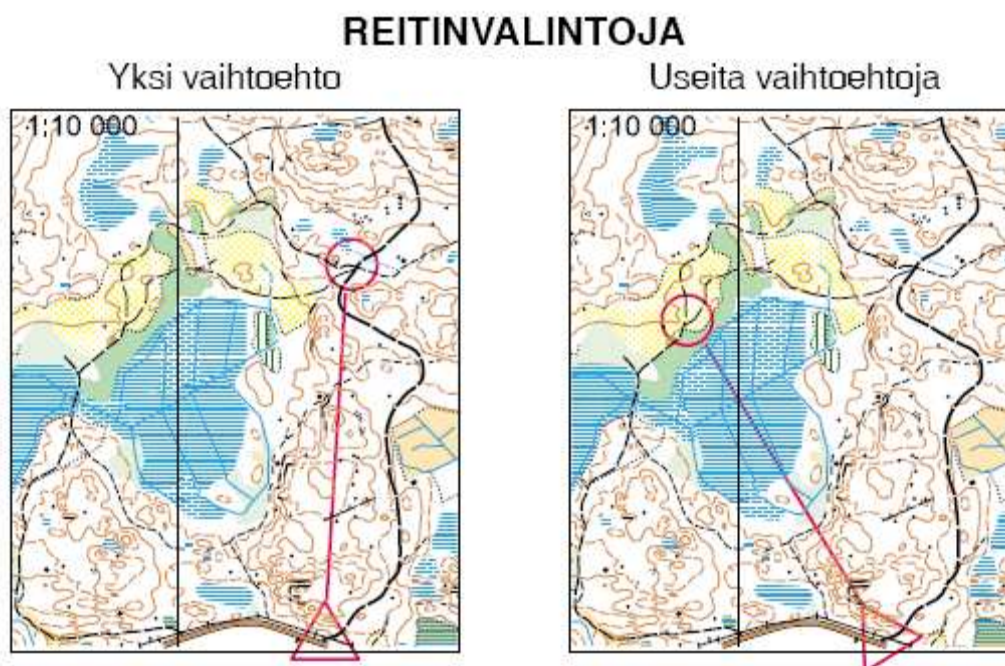 REITINVALINTOJA
Yksi vaihtoehto
Useita vaihtoehtoja
1:10 000
1:10 000